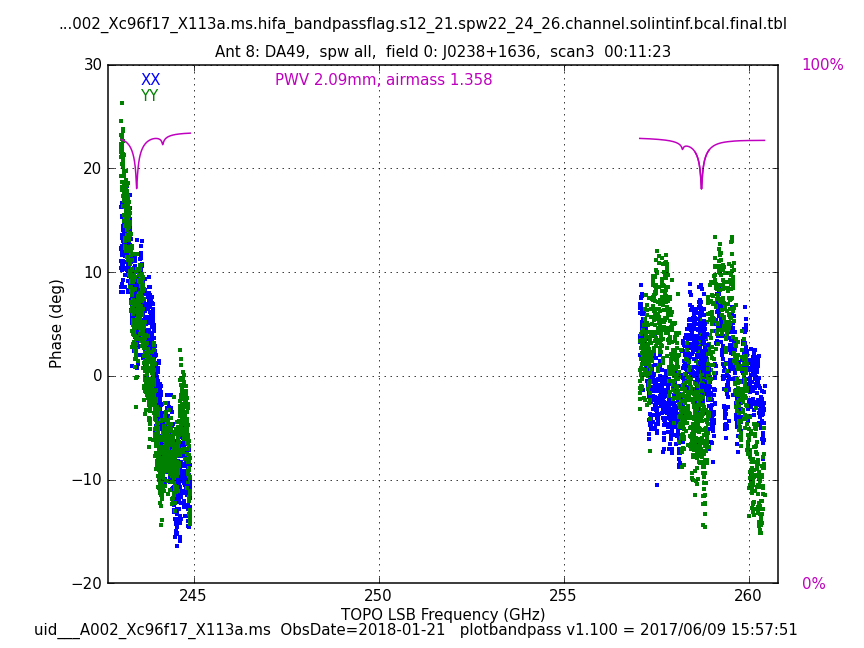 ...002_Xc96f17_X113a.ms.hifa_bandpassflag.s12_21.spw22_24_26.channel.solintinf.bcal.final.tbl
Ant 8: DA49,  spw all,  field 0: J0238+1636,  scan3  00:11:23
30
XX
PWV 2.09mm, airmass 1.358
100%
YY
20
10
Phase (deg)
0
−10
−20
0%
245
250
255
260
TOPO LSB Frequency (GHz)
uid___A002_Xc96f17_X113a.ms  ObsDate=2018-01-21   plotbandpass v1.100 = 2017/06/09 15:57:51